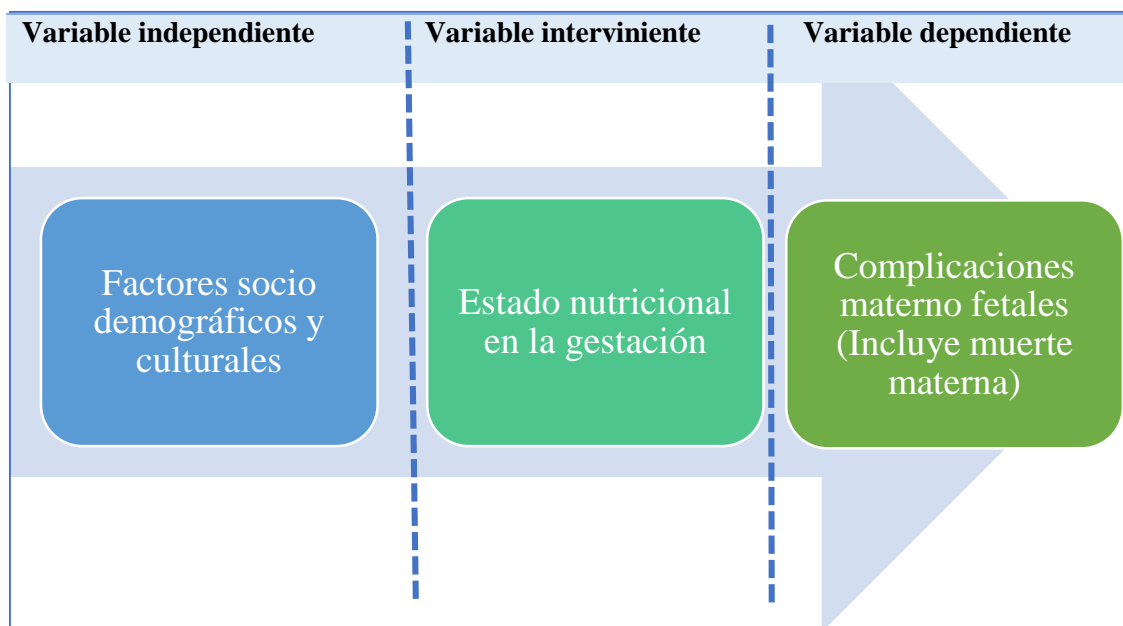 Variable independiente
Variable interviniente
Variable dependiente
Factores socio
demográficos y
culturales
Estado nutricional
en la gestación
Complicaciones
materno fetales
(Incluye muerte
materna)